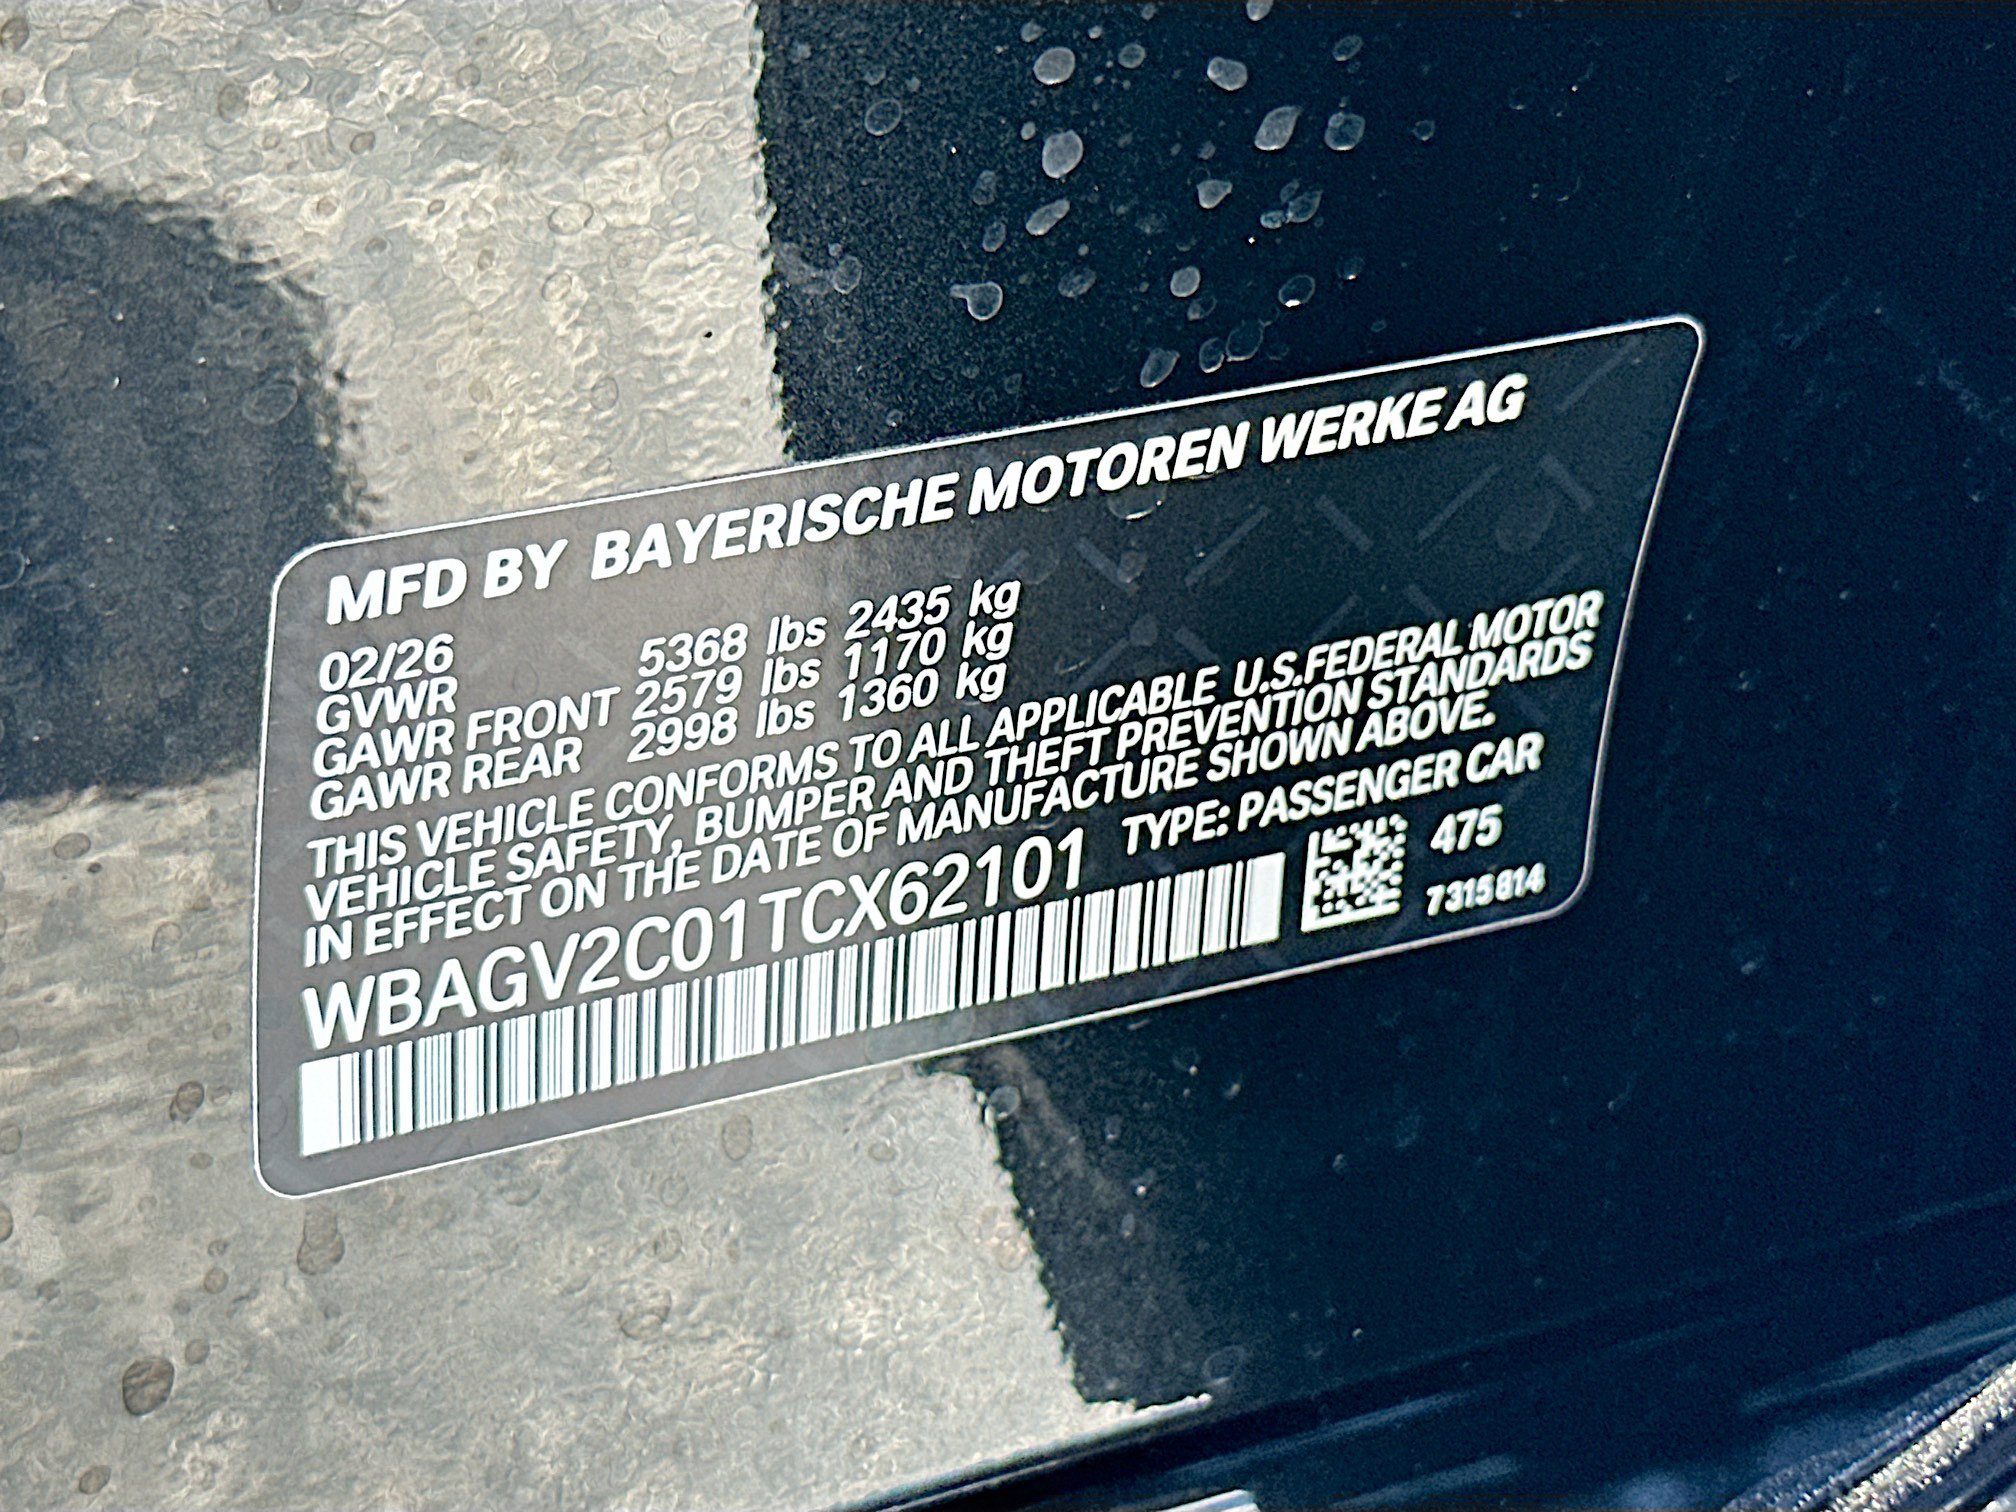 MFD BY BAYERISCHE MOTOREN WERKE AG
02/26
GVWR 5368 lbs 2435 kg
GAWR FRONT 2579 lbs 1170 kg
GAWR REAR 2998 lbs 1360 kg
THIS VEHICLE CONFORMS TO ALL APPLICABLE U.S.FEDERAL MOTOR
VEHICLE SAFETY, BUMPER AND THEFT PREVENTION STANDARDS
IN EFFECT ON THE DATE OF MANUFACTURE SHOWN ABOVE.
WBAGV2C01TCX62101 TYPE: PASSENGER CAR
475
7315814